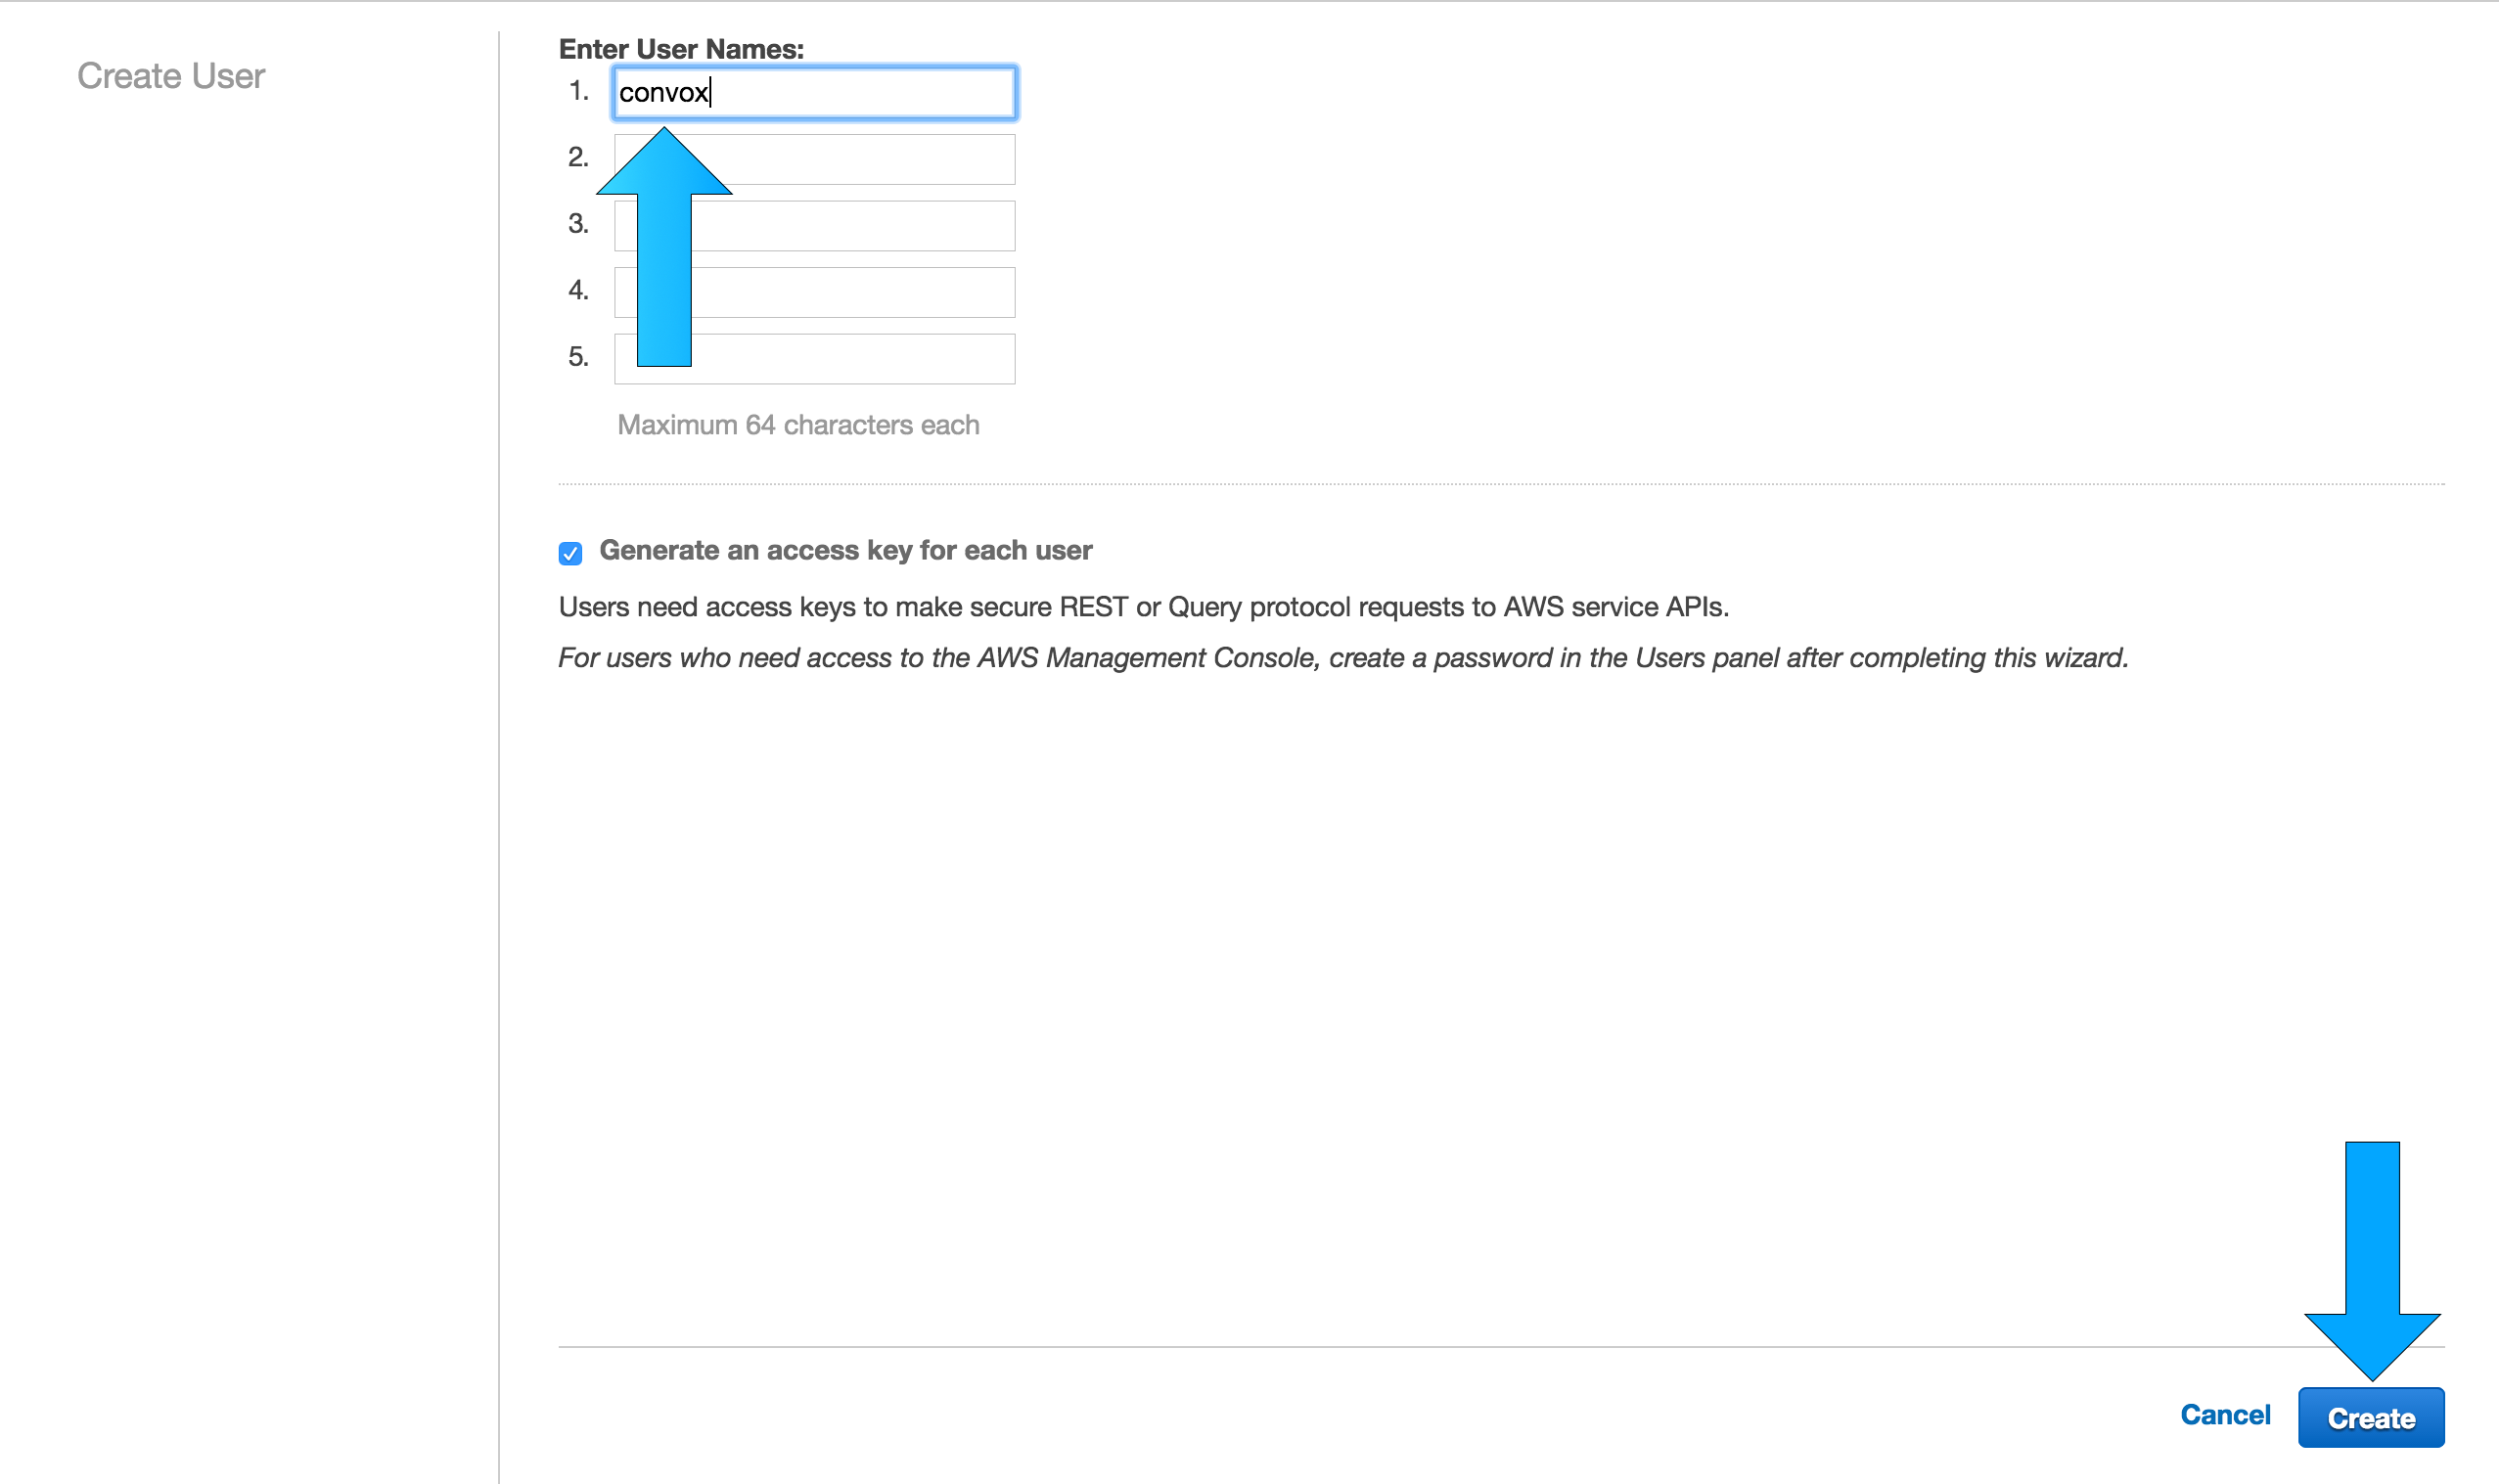 Create User
Enter User Names:
1. convox
2.
3.
4.
5.
Maximum 64 characters each
Generate an access key for each user
Users need access keys to make secure REST or Query protocol requests to AWS service APIs.
For users who need access to the AWS Management Console, create a password in the Users panel after completing this wizard.
Cancel Create